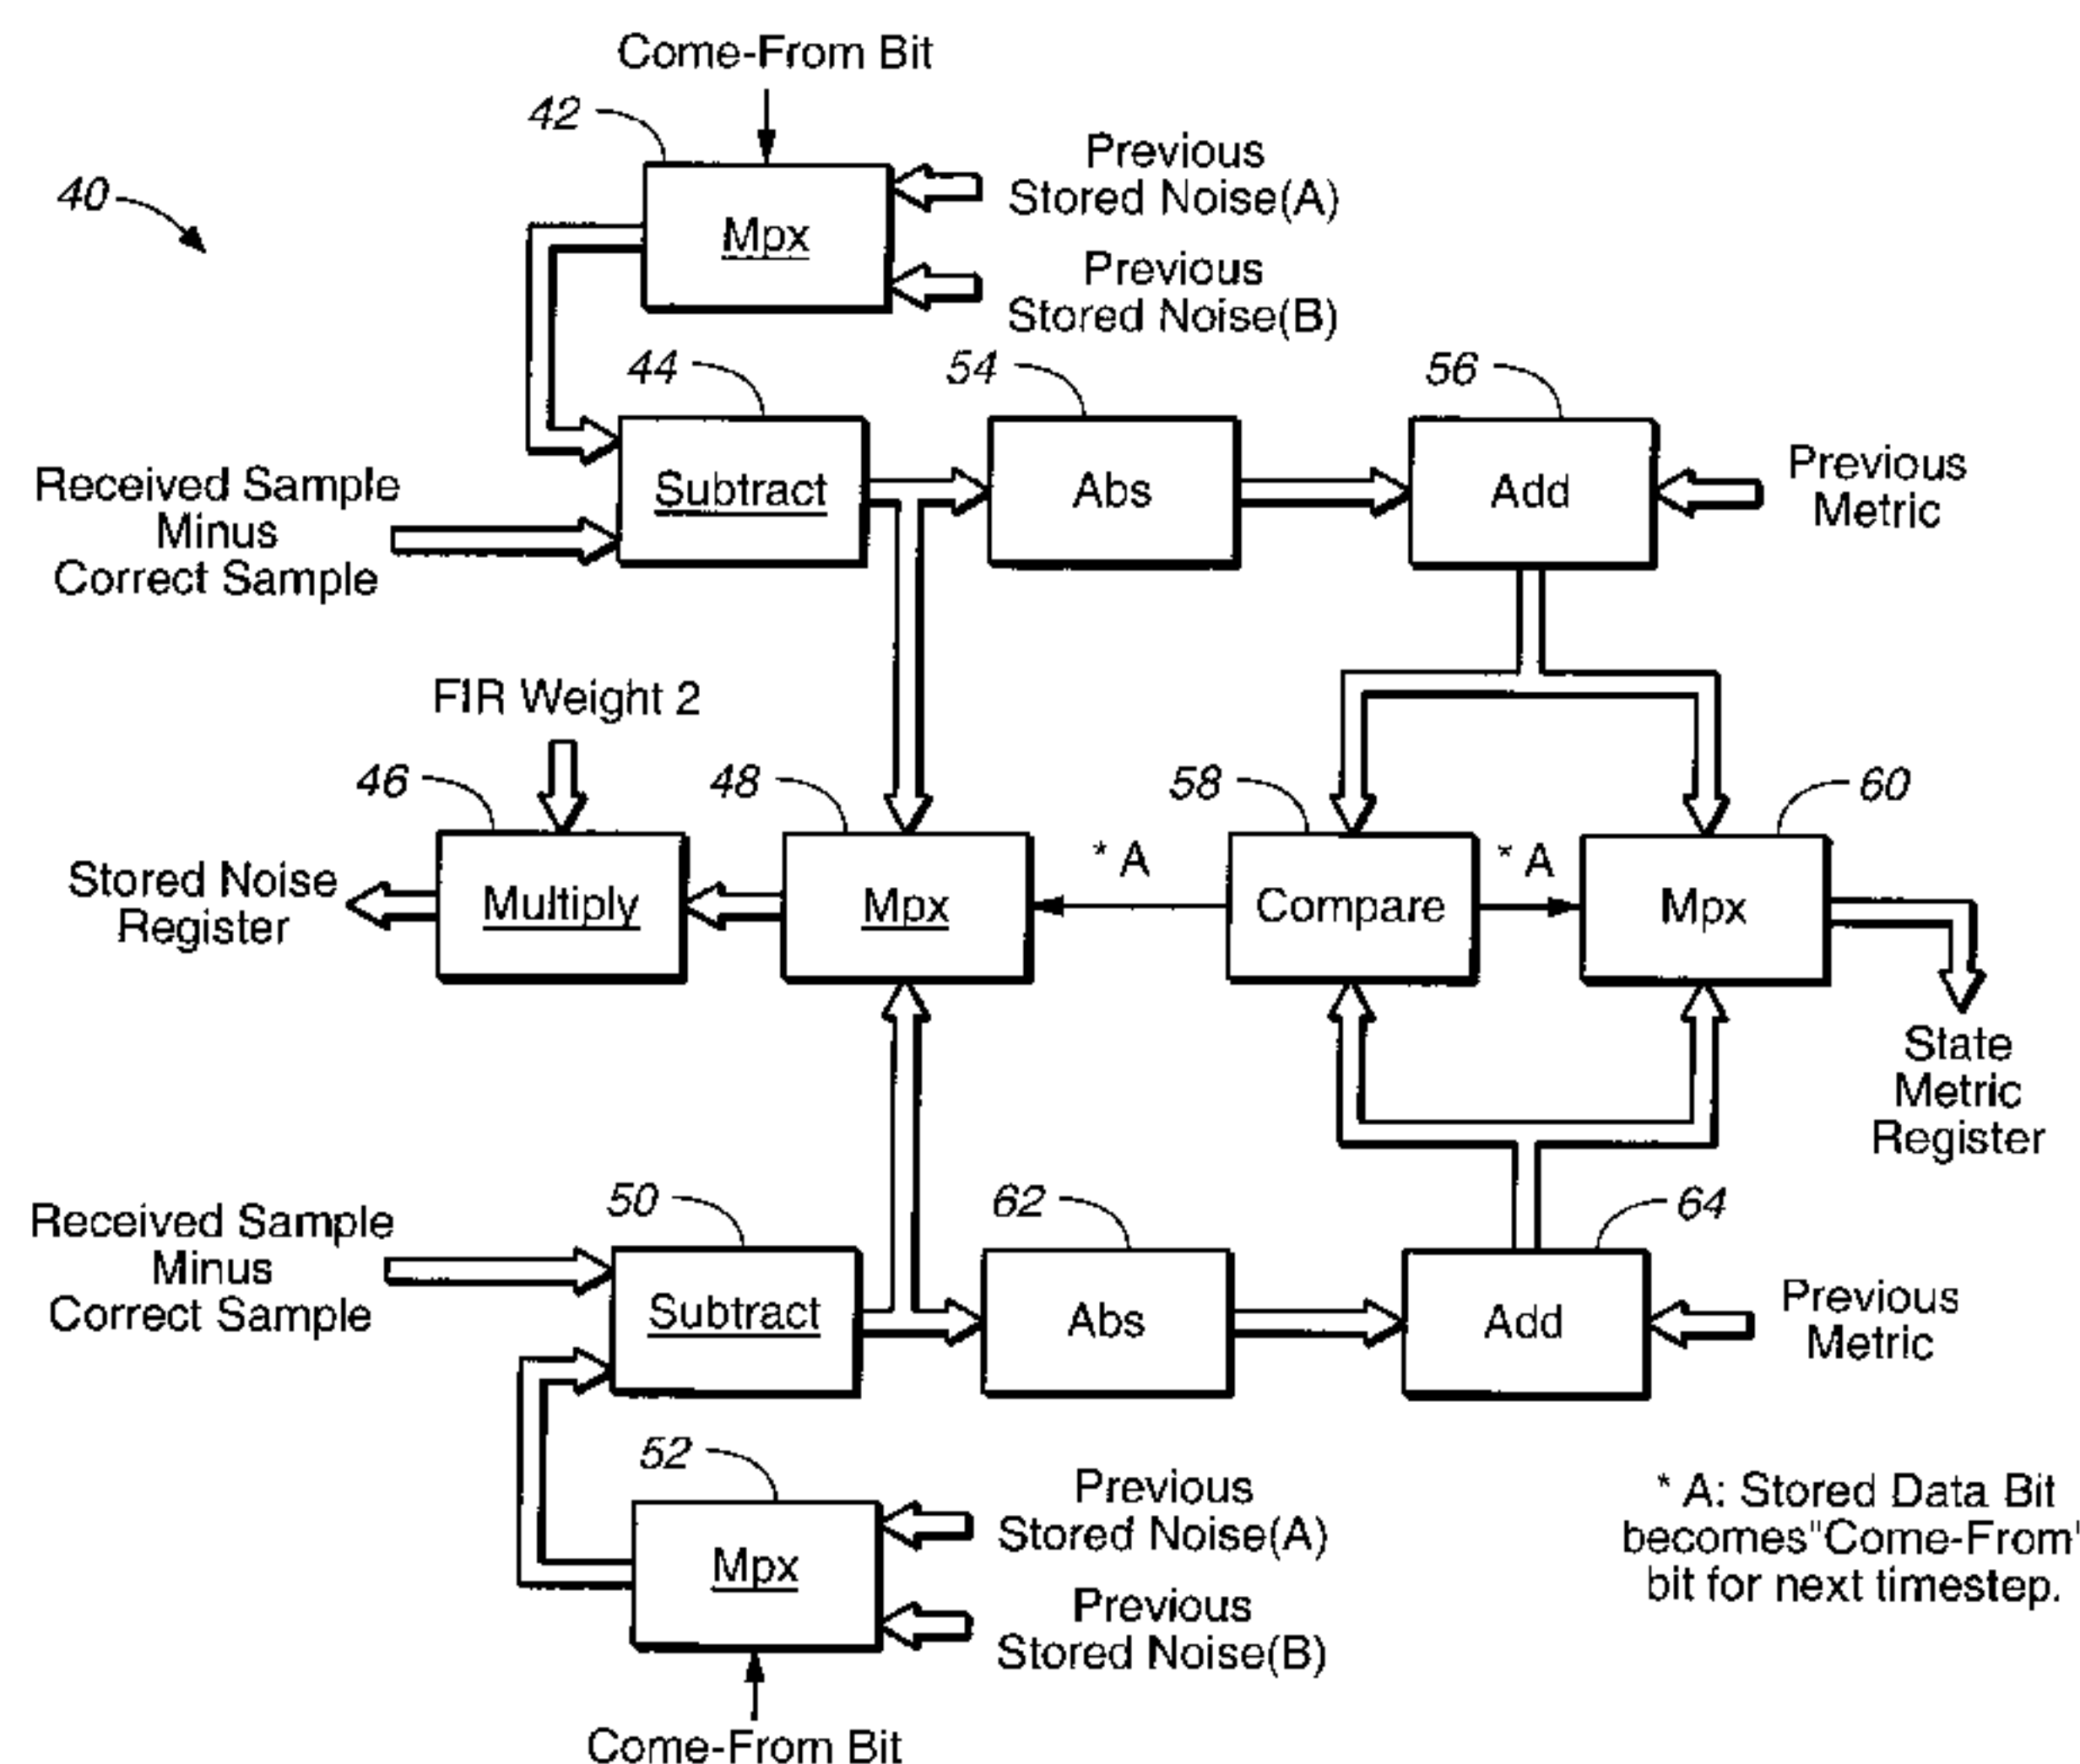 Come-From Bit
42
40
Previous
Stored Noise(A)
Mpx
Previous
Stored Noise(B)
44
54
56
Received Sample
Minus
Correct Sample
Subtract
Abs
Add
Previous
Metric
FIR Weight 2
46
48
58
60
Stored Noise
Register
Multiply
Mpx
* A
Compare
* A
Mpx
State
Metric
Register
50
62
64
Received Sample
Minus
Correct Sample
Subtract
Abs
Add
Previous
Metric
52
Previous
Stored Noise(A)
Mpx
Previous
Stored Noise(B)
Come-From Bit
* A: Stored Data Bit
becomes"Come-From"
bit for next timestep.